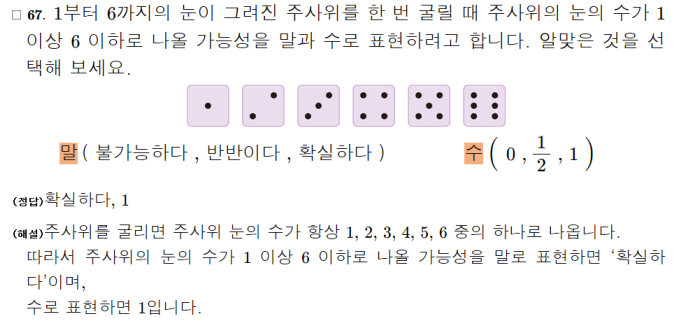 □ 67. 1부터 6까지의 눈이 그려진 주사위를 한 번 굴릴 때 주사위의 눈의 수가 1
이상 6 이하로 나올 가능성을 말과 수로 표현하려고 합니다. 알맞은 것을 선
택해 보세요.
말 ( 불가능하다 , 반반이다 , 확실하다 ) 수 ( 0 , 1/2 , 1 )
(정답)확실하다, 1
(해설)주사위를 굴리면 주사위 눈의 수가 항상 1, 2, 3, 4, 5, 6 중의 하나로 나옵니다.
따라서 주사위의 눈의 수가 1 이상 6 이하로 나올 가능성을 말로 표현하면 ‘확실하
다’이며,
수로 표현하면 1입니다.